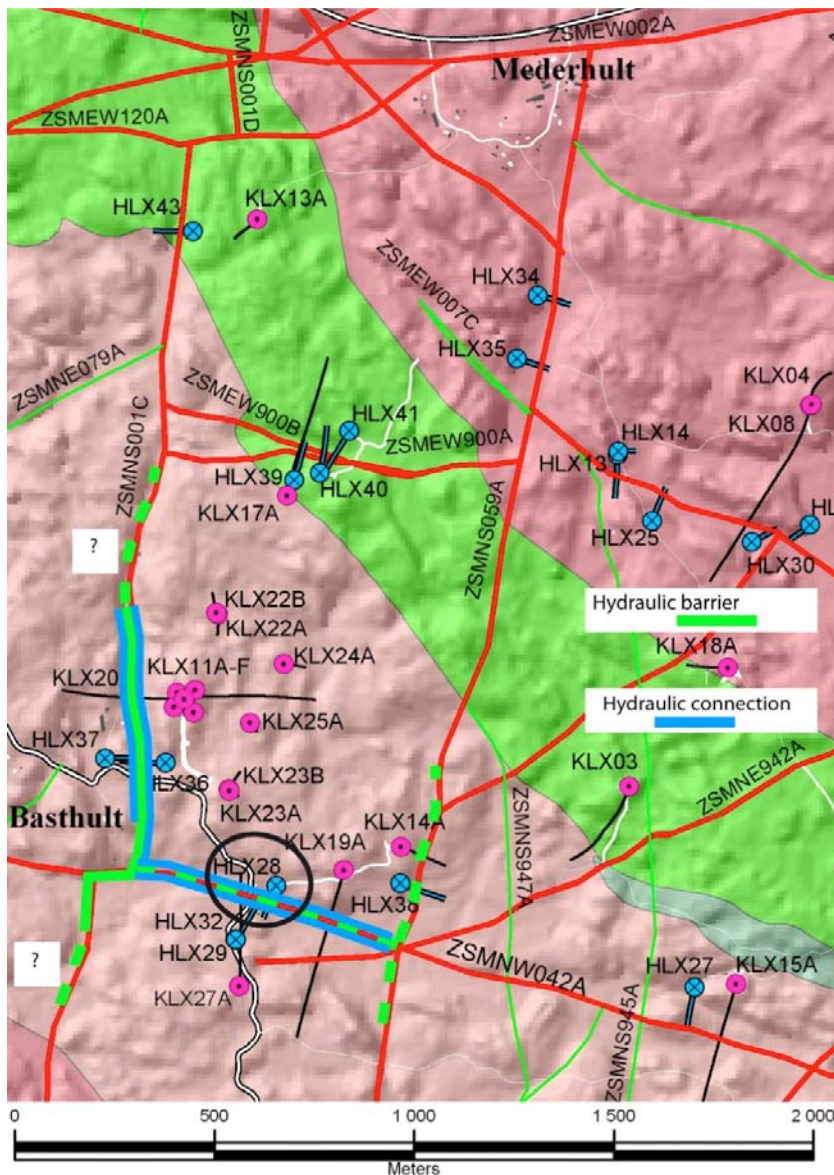 ZSMEW002A
Mederhult
ZSMNS001D
ZSMEW120A
HLX43
KLX13A
HLX34
ZSMEW007C
HLX35
ZSMNE079A
KLX04
KLX08
ZSMNS001C
ZSMEW900B
HLX41
ZSMEW900A
HLX14
HLX13
HLX39
HLX40
KLX17A
ZSMNS059A
HLX25
HL
HLX30
?
KLX22B
KLX22A
Hydraulic barrier
KLX24A
KLX18A
KLX20
KLX11A-F
KLX25A
Hydraulic connection
HLX37
ILX36
KLX23B
KLX23A
KLX03
Basthult
ZSMNE942A
KLX14A
KLX19A
ZSMNS947A
HLX28
HLX38
HLX32
HLX29
?
ZSMNW042A
KLX27A
HLX27
KLX15A
ZSMNS945A
0 500 1 000 1 500 2 000
Meters